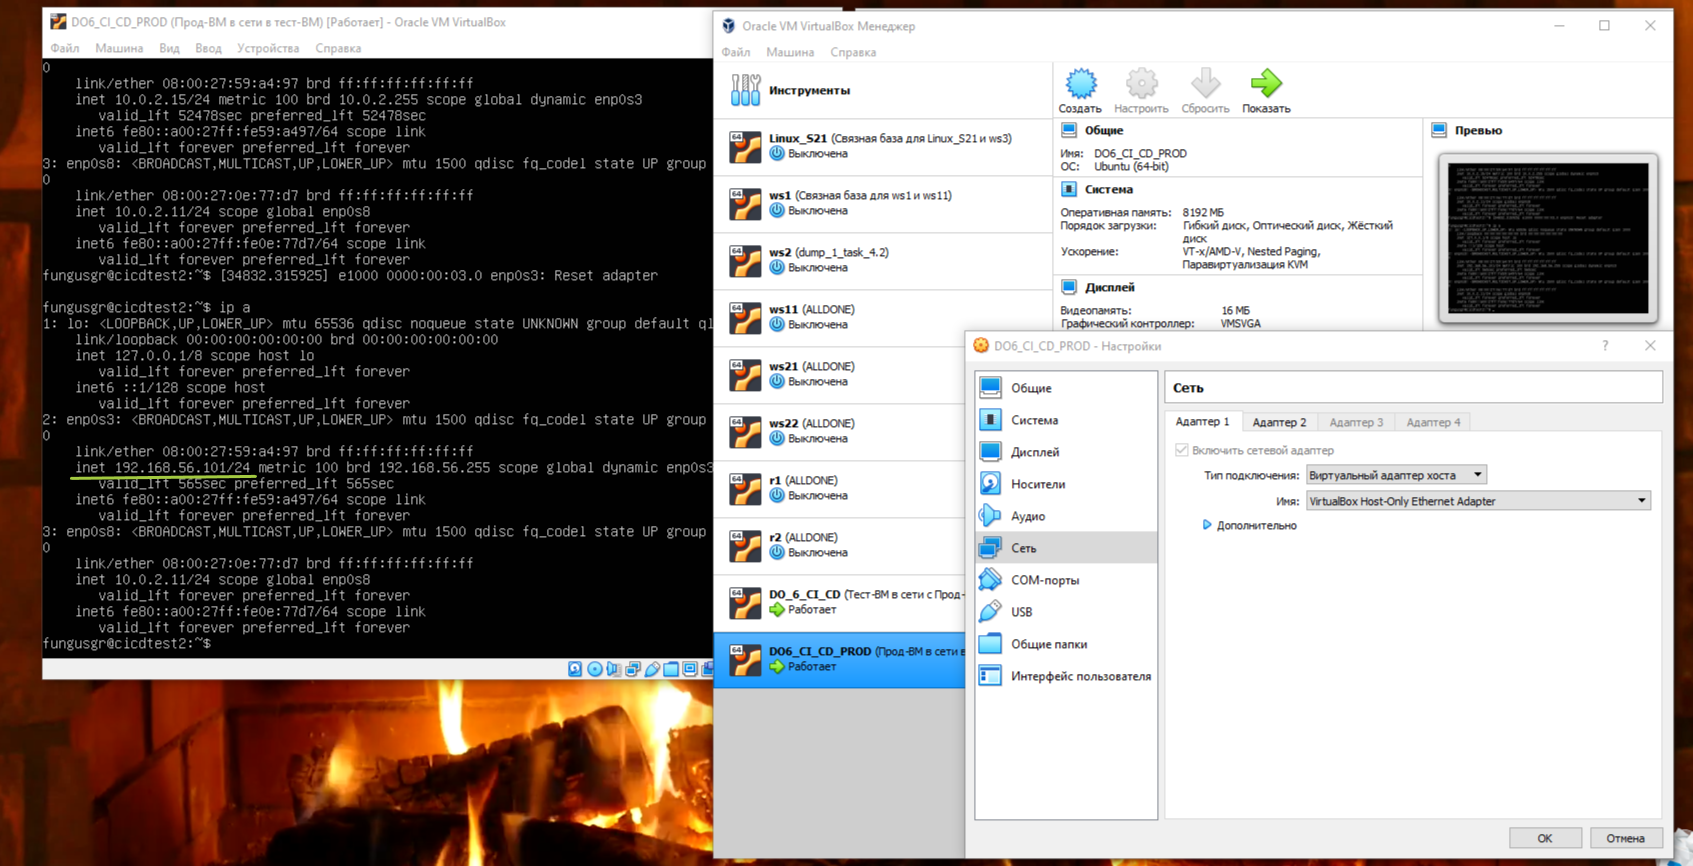 DO6_CI_CD_PROD (Прод-ВМ в сети в тест-ВМ) [Работает] - Oracle VM VirtualBox
Файл Машина Вид Ввод Устройства Справка
0
link/ether 08:00:27:59:a4:97 brd ff:ff:ff:ff:ff:ff
inet 10.0.2.15/24 metric 100 brd 10.0.2.255 scope global dynamic enp0s3
valid_lft 52478sec preferred_lft 52478sec
inet6 fe80::a00:27ff:fe59:a497/64 scope link
valid_lft forever preferred_lft forever
3: enp0s8: <BROADCAST,MULTICAST,UP,LOWER_UP> mtu 1500 qdisc fq_codel state UP group
0
link/ether 08:00:27:0e:77:d7 brd ff:ff:ff:ff:ff:ff
inet 10.0.2.11/24 scope global enp0s8
valid_lft forever preferred_lft forever
inet6 fe80::a00:27ff:fe0e:77d7/64 scope link
valid_lft forever preferred_lft forever
fungusgr@cicdtest2:~$ [34832.315925] e1000 0000:00:03.0 enp0s3: Reset adapter
fungusgr@cicdtest2:~$ ip a
1: lo: <LOOPBACK,UP,LOWER_UP> mtu 65536 qdisc noqueue state UNKNOWN group default ql
link/loopback 00:00:00:00:00:00 brd 00:00:00:00:00:00
inet 127.0.0.1/8 scope host lo
valid_lft forever preferred_lft forever
inet6 ::1/128 scope host
valid_lft forever preferred_lft forever
2: enp0s3: <BROADCAST,MULTICAST,UP,LOWER_UP> mtu 1500 qdisc fq_codel state UP group
0
link/ether 08:00:27:59:a4:97 brd ff:ff:ff:ff:ff:ff
inet 192.168.56.101/24 metric 100 brd 192.168.56.255 scope global dynamic enp0s3
valid_lft 565sec preferred_lft 565sec
inet6 fe80::a00:27ff:fe59:a497/64 scope link
valid_lft forever preferred_lft forever
3: enp0s8: <BROADCAST,MULTICAST,UP,LOWER_UP> mtu 1500 qdisc fq_codel state UP group
0
link/ether 08:00:27:0e:77:d7 brd ff:ff:ff:ff:ff:ff
inet 10.0.2.11/24 scope global enp0s8
valid_lft forever preferred_lft forever
inet6 fe80::a00:27ff:fe0e:77d7/64 scope link
valid_lft forever preferred_lft forever
fungusgr@cicdtest2:~$
Oracle VM VirtualBox Менеджер
Файл Машина Справка
Инструменты
64 Linux_S21 (Связная база для Linux_S21 и ws3)
Выключена
64 ws1 (Связная база для ws1 и ws11)
Выключена
64 ws2 (dump_1_task_4.2)
Выключена
64 ws11 (ALLDONE)
Выключена
64 ws21 (ALLDONE)
Выключена
64 ws22 (ALLDONE)
Выключена
64 r1 (ALLDONE)
Выключена
64 r2 (ALLDONE)
Выключена
64 DO_6_CI_CD (Тест-ВМ в сети с Прод-
Работает
64 DO6_CI_CD_PROD (Прод-ВМ в сети в
Работает
Создать Настроить Сбросить Показать
Общие
Имя: DO6_CI_CD_PROD
ОС: Ubuntu (64-bit)
Система
Оперативная память: 8192 МБ
Порядок загрузки: Гибкий диск, Оптический диск, Жёсткий
диск
Ускорение: VT-x/AMD-V, Nested Paging,
Паравиртуализация KVM
Дисплей
Видеопамять: 16 МБ
Графический контроллер: VMSVGA
Превью
DO6_CI_CD_PROD - Настройки
?
Общие
Система
Дисплей
Носители
Аудио
Сеть
COM-порты
USB
Общие папки
Интерфейс пользователя
Сеть
Адаптер 1 Адаптер 2 Адаптер 3 Адаптер 4
Включить сетевой адаптер
Тип подключения: Виртуальный адаптер хоста
Имя: VirtualBox Host-Only Ethernet Adapter
Дополнительно
OK Отмена